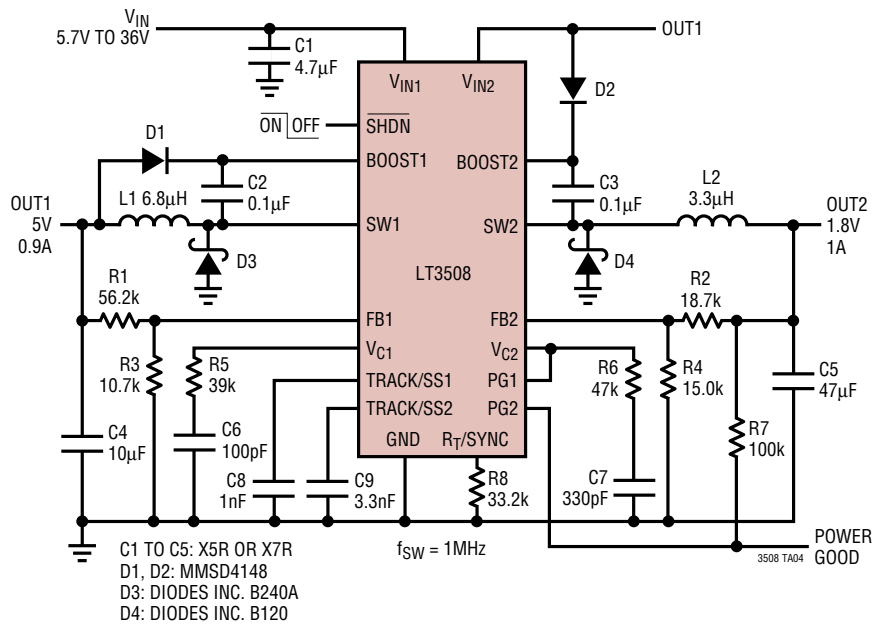 V_IN
5.7V TO 36V
C1
4.7µF
OUT1
V_IN1
V_IN2
D2
ON OFF
SHDN
D1
BOOST1
BOOST2
C2
0.1µF
C3
0.1µF
L2
3.3µH
OUT1
5V
0.9A
L1 6.8µH
SW1
SW2
OUT2
1.8V
1A
D3
LT3508
D4
R1
56.2k
R2
18.7k
FB1
FB2
V_C1
V_C2
R3
10.7k
R5
39k
TRACK/SS1
PG1
R6
47k
R4
15.0k
C5
47µF
TRACK/SS2
PG2
C4
10µF
C6
100pF
GND
R_T/SYNC
R7
100k
C8
1nF
C9
3.3nF
R8
33.2k
C7
330pF
f_SW = 1MHz
POWER
GOOD
3508 TA04
C1 TO C5: X5R OR X7R
D1, D2: MMSD4148
D3: DIODES INC. B240A
D4: DIODES INC. B120